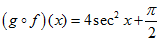 (g∘f)(x) = 4sec² x + π/2